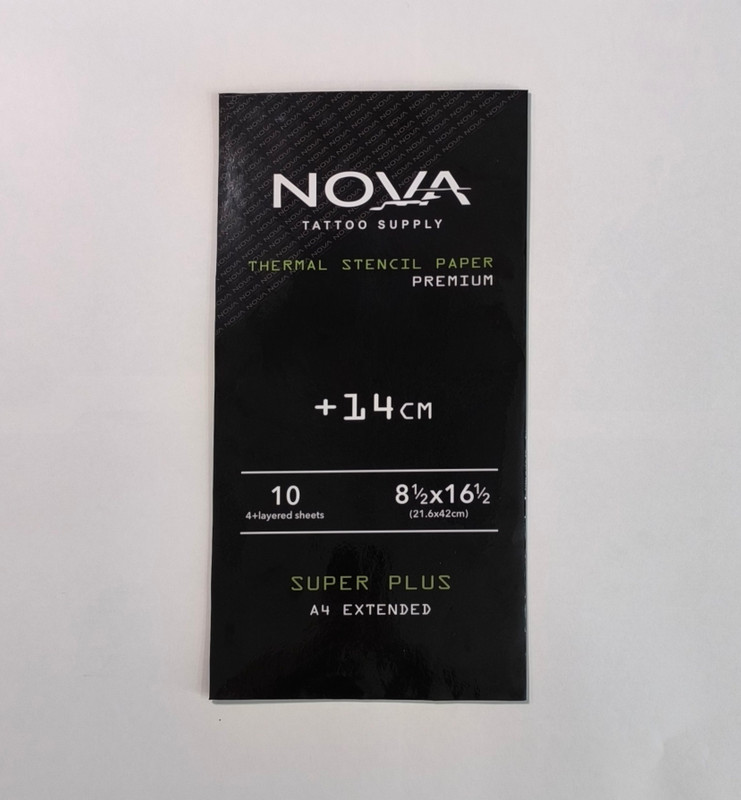 NOVA
TATTOO SUPPLY
THERMAL STENCIL PAPER
PREMIUM
+14CM
10
4+layered sheets
8½x16½
(21.6x42cm)
SUPER PLUS
A4 EXTENDED